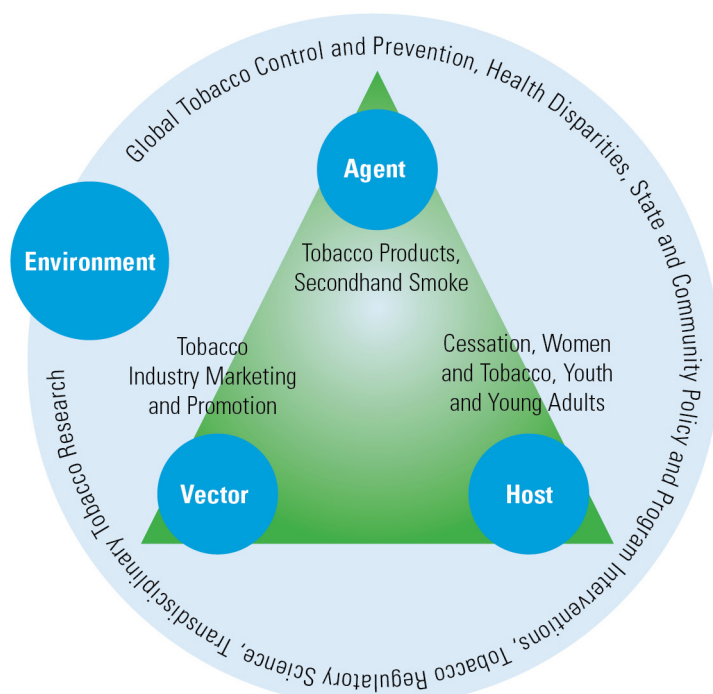 Global Tobacco Control and Prevention, Health Disparities, State and Community Policy and Program Interventions, Tobacco Regulatory Science, Transdisciplinary Tobacco Research
Agent
Tobacco Products,
Secondhand Smoke
Environment
Tobacco
Industry Marketing
and Promotion
Vector
Cessation, Women
and Tobacco, Youth
and Young Adults
Host